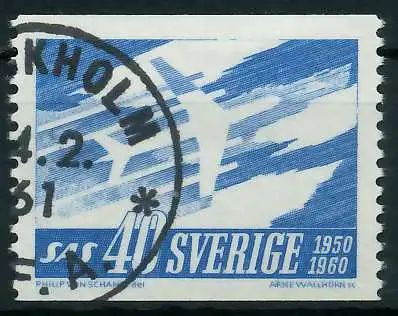 KHOLM
4.2.
61
*
.A.
SAS 40 SVERIGE 1950
1960
PHILIP VON SCHANTZ del ARNE WALLHORN sc